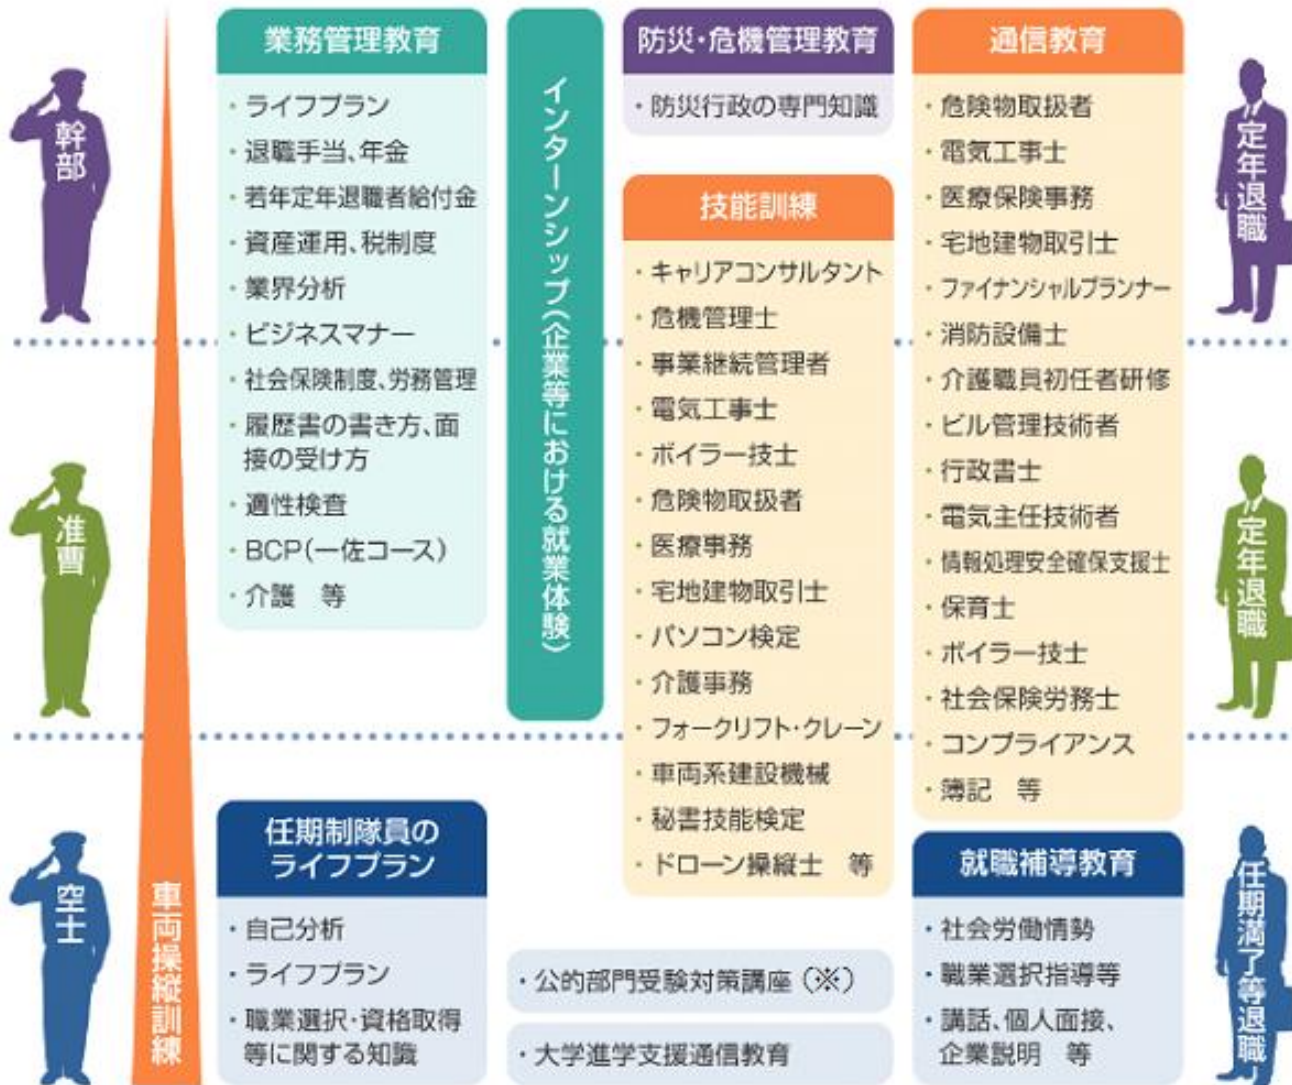 幹部
准曹
空士
車両操縦訓練
業務管理教育
・ライフプラン
・退職手当、年金
・若年定年退職者給付金
・資産運用、税制度
・業界分析
・ビジネスマナー
・社会保険制度、労務管理
・履歴書の書き方、面
接の受け方
・適性検査
・BCP(一佐コース)
・介護 等
任期制隊員の
ライフプラン
・自己分析
・ライフプラン
・職業選択・資格取得
等に関する知識
インターンシップ(企業等における就業体験)
防災・危機管理教育
・防災行政の専門知識
技能訓練
・キャリアコンサルタント
・危機管理士
・事業継続管理者
・電気工事士
・ボイラー技士
・危険物取扱者
・医療事務
・宅地建物取引士
・パソコン検定
・介護事務
・フォークリフト・クレーン
・車両系建設機械
・秘書技能検定
・ドローン操縦士 等
・公的部門受験対策講座(※)
・大学進学支援通信教育
通信教育
・危険物取扱者
・電気工事士
・医療保険事務
・宅地建物取引士
・ファイナンシャルプランナー
・消防設備士
・介護職員初任者研修
・ビル管理技術者
・行政書士
・電気主任技術者
・情報処理安全確保支援士
・保育士
・ボイラー技士
・社会保険労務士
・コンプライアンス
・簿記 等
就職補導教育
・社会労働情勢
・職業選択指導等
・講話、個人面接、
企業説明 等
定年退職
定年退職
任期満了等退職